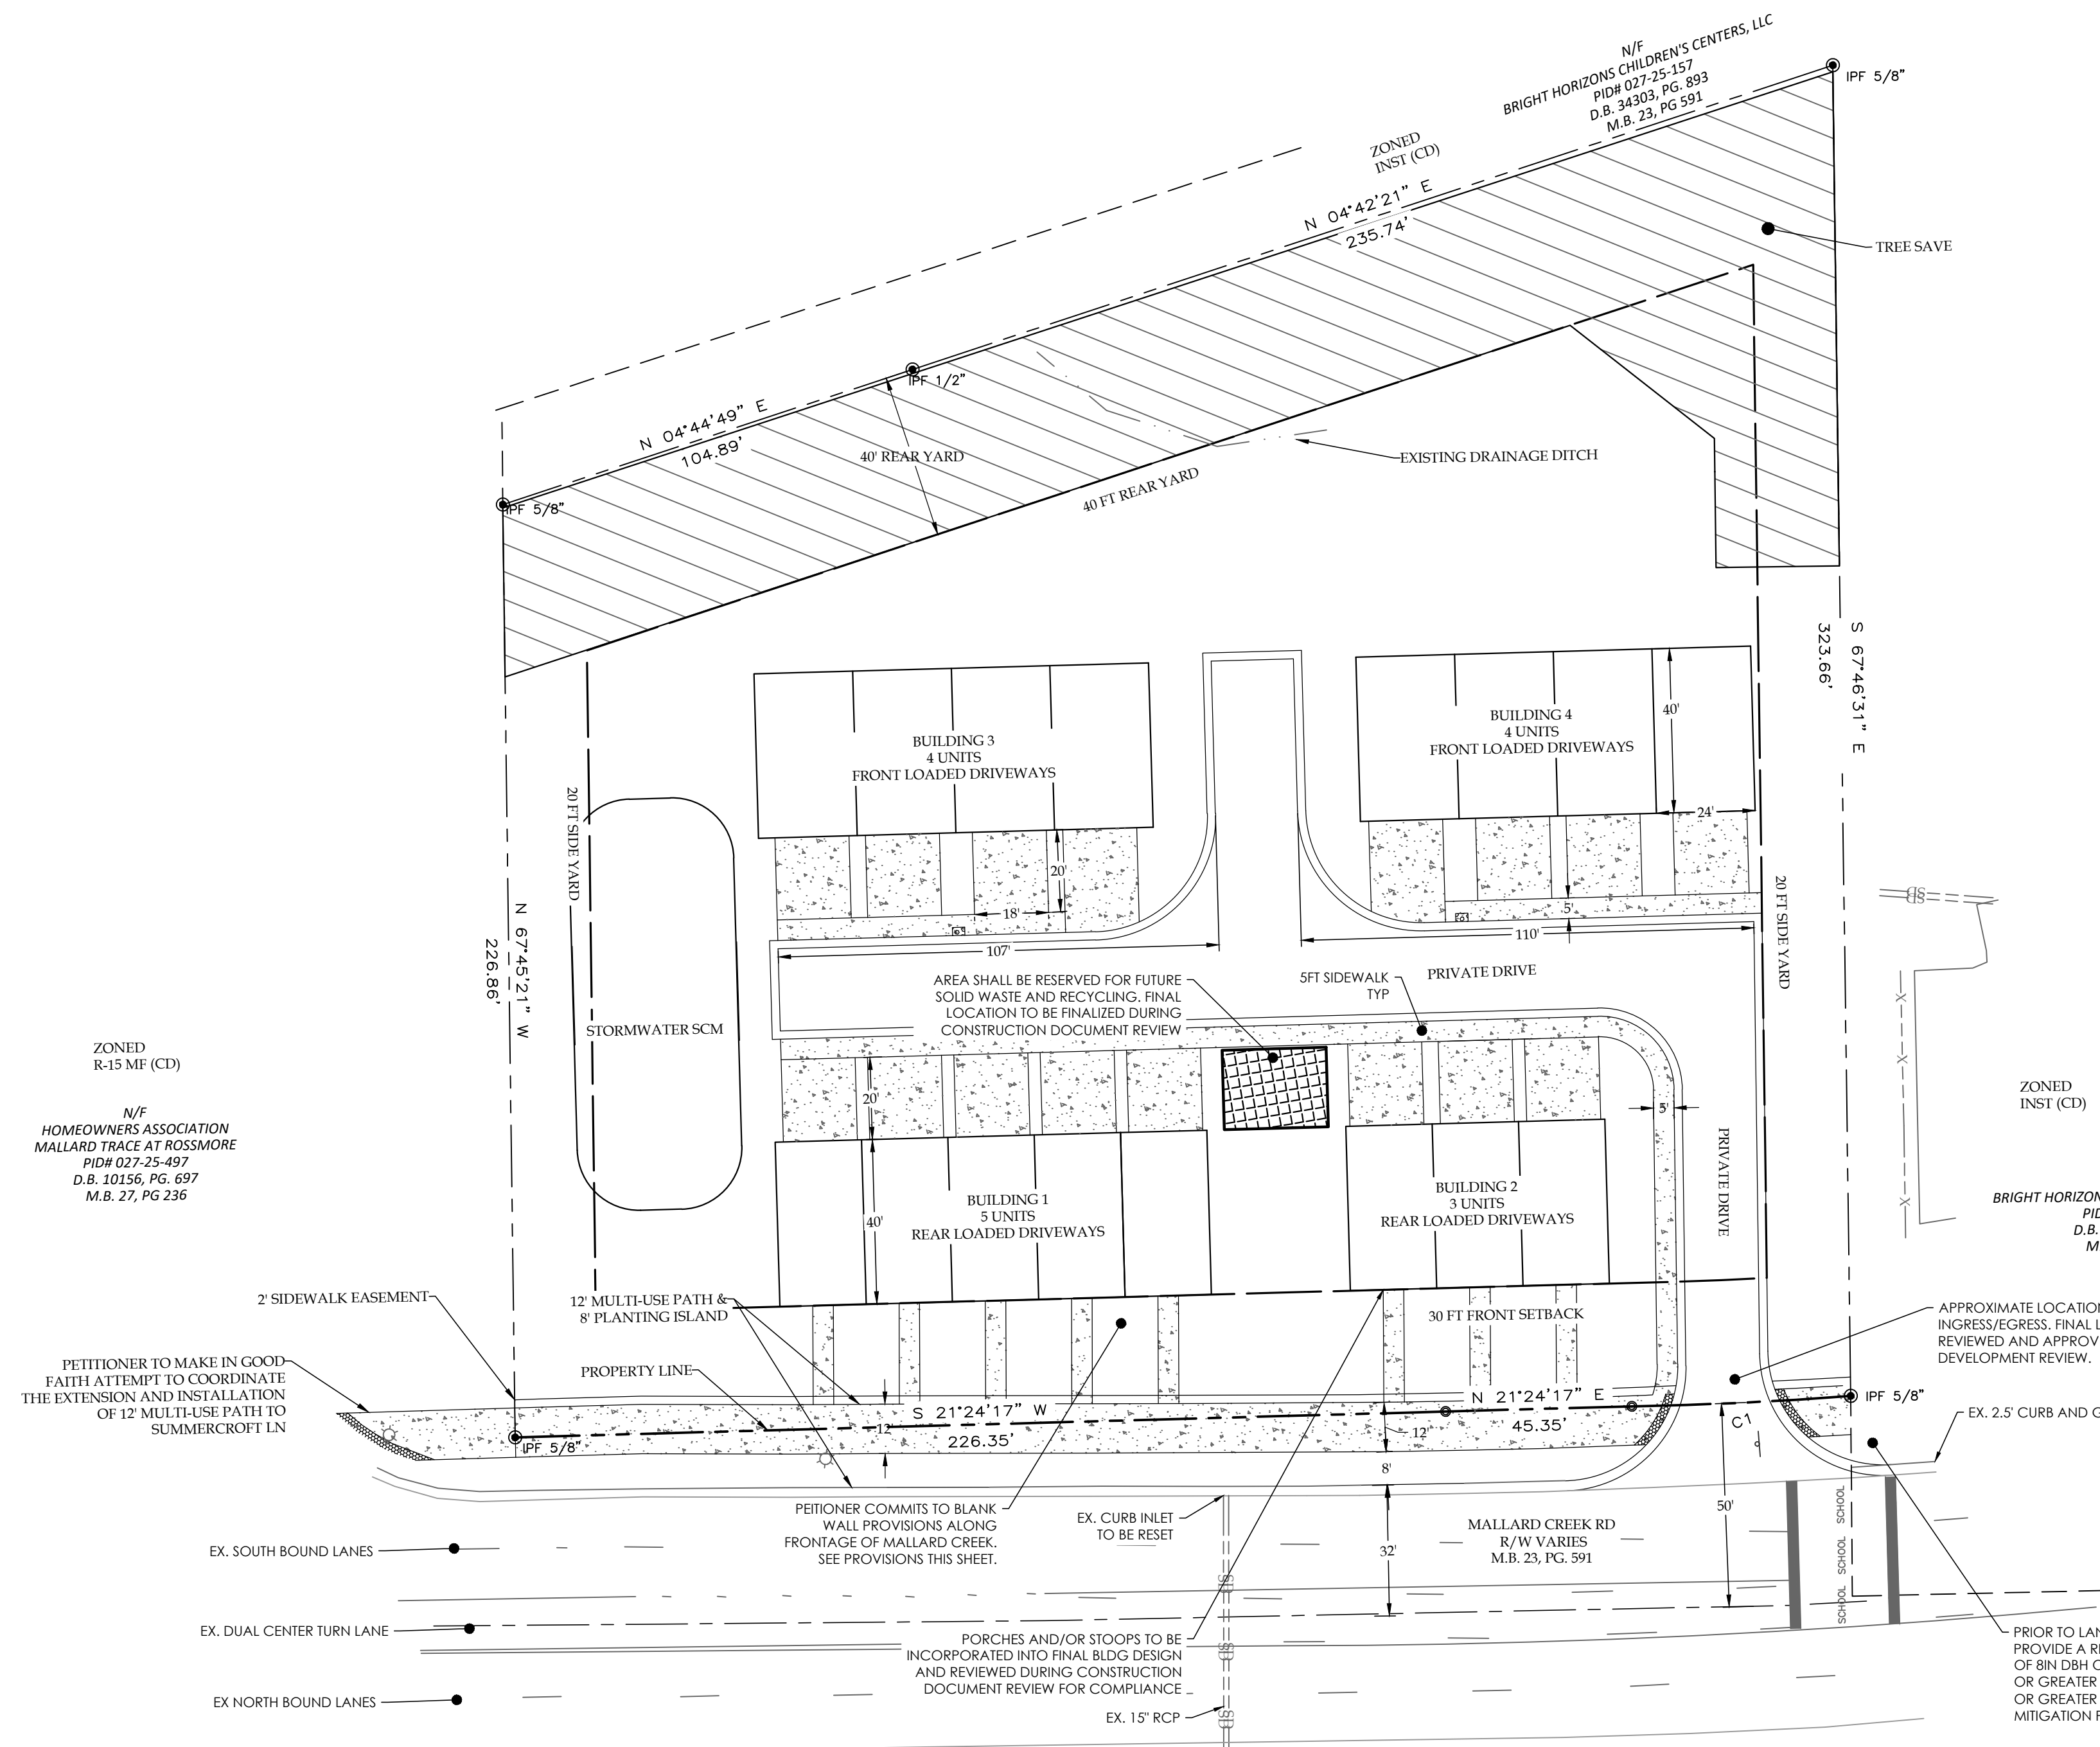 N/F
BRIGHT HORIZONS CHILDREN'S CENTERS, LLC
PID# 027-25-157
D.B. 34303, PG. 893
M.B. 23, PG 591
IPF 5/8"
ZONED
INST (CD)
N 04°42'21" E
235.74'
TREE SAVE
IPF 1/2"
N 04°44'49" E
104.89'
40' REAR YARD
EXISTING DRAINAGE DITCH
40 FT REAR YARD
IPF 5/8"
S 67°46'31" E
323.66'
BUILDING 3
4 UNITS
FRONT LOADED DRIVEWAYS
BUILDING 4
4 UNITS
FRONT LOADED DRIVEWAYS
40'
24'
20 FT SIDE YARD
20'
18'
5'
107'
110'
20 FT SIDE YARD
SD
N 67°45'21" W
226.86'
AREA SHALL BE RESERVED FOR FUTURE
SOLID WASTE AND RECYCLING. FINAL
LOCATION TO BE FINALIZED DURING
CONSTRUCTION DOCUMENT REVIEW
5FT SIDEWALK
TYP
PRIVATE DRIVE
STORMWATER SCM
X
X
X
ZONED
R-15 MF (CD)
N/F
HOMEOWNERS ASSOCIATION
MALLARD TRACE AT ROSSMORE
PID# 027-25-497
D.B. 10156, PG. 697
M.B. 27, PG 236
ZONED
INST (CD)
20'
5'
PRIVATE DRIVE
BUILDING 1
5 UNITS
REAR LOADED DRIVEWAYS
40'
BUILDING 2
3 UNITS
REAR LOADED DRIVEWAYS
BRIGHT HORIZON
PID
D.B.
M.
2' SIDEWALK EASEMENT
12' MULTI-USE PATH &
8' PLANTING ISLAND
30 FT FRONT SETBACK
APPROXIMATE LOCATION
INGRESS/EGRESS. FINAL L
REVIEWED AND APPROV
DEVELOPMENT REVIEW.
PETITIONER TO MAKE IN GOOD
FAITH ATTEMPT TO COORDINATE
THE EXTENSION AND INSTALLATION
OF 12' MULTI-USE PATH TO
SUMMERCROFT LN
PROPERTY LINE
S 21°24'17" W
226.35'
N 21°24'17" E
45.35'
C1
IPF 5/8"
IPF 5/8"
12'
12'
8'
EX. 2.5' CURB AND G
PEITIONER COMMITS TO BLANK
WALL PROVISIONS ALONG
FRONTAGE OF MALLARD CREEK.
SEE PROVISIONS THIS SHEET.
EX. CURB INLET
TO BE RESET
MALLARD CREEK RD
R/W VARIES
M.B. 23, PG. 591
32'
50'
SCHOOL SCHOOL SCHOOL
EX. SOUTH BOUND LANES
EX. DUAL CENTER TURN LANE
EX NORTH BOUND LANES
SD
SD
SD
PORCHES AND/OR STOOPS TO BE
INCORPORATED INTO FINAL BLDG DESIGN
AND REVIEWED DURING CONSTRUCTION
DOCUMENT REVIEW FOR COMPLIANCE
EX. 15" RCP
PRIOR TO LAN
PROVIDE A R
OF 8IN DBH O
OR GREATER
OR GREATER
MITIGATION